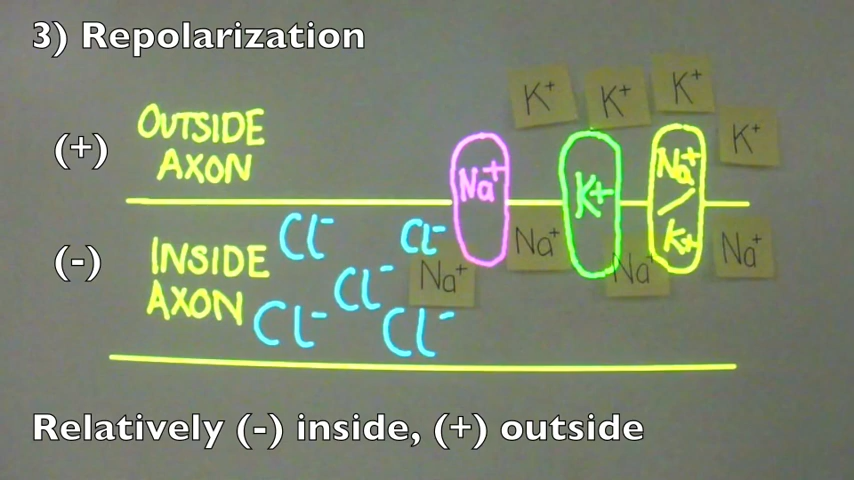 3) Repolarization
K⁺
K⁺
K⁺
K⁺
(+)
OUTSIDE
AXON
Na⁺
K+
Na⁺
/
K+
(-)
INSIDE
AXON
Cl⁻
Cl⁻
Cl⁻
Cl⁻
Cl⁻
Na⁺
Na⁺
Na⁺
Na⁺
Relatively (-) inside, (+) outside